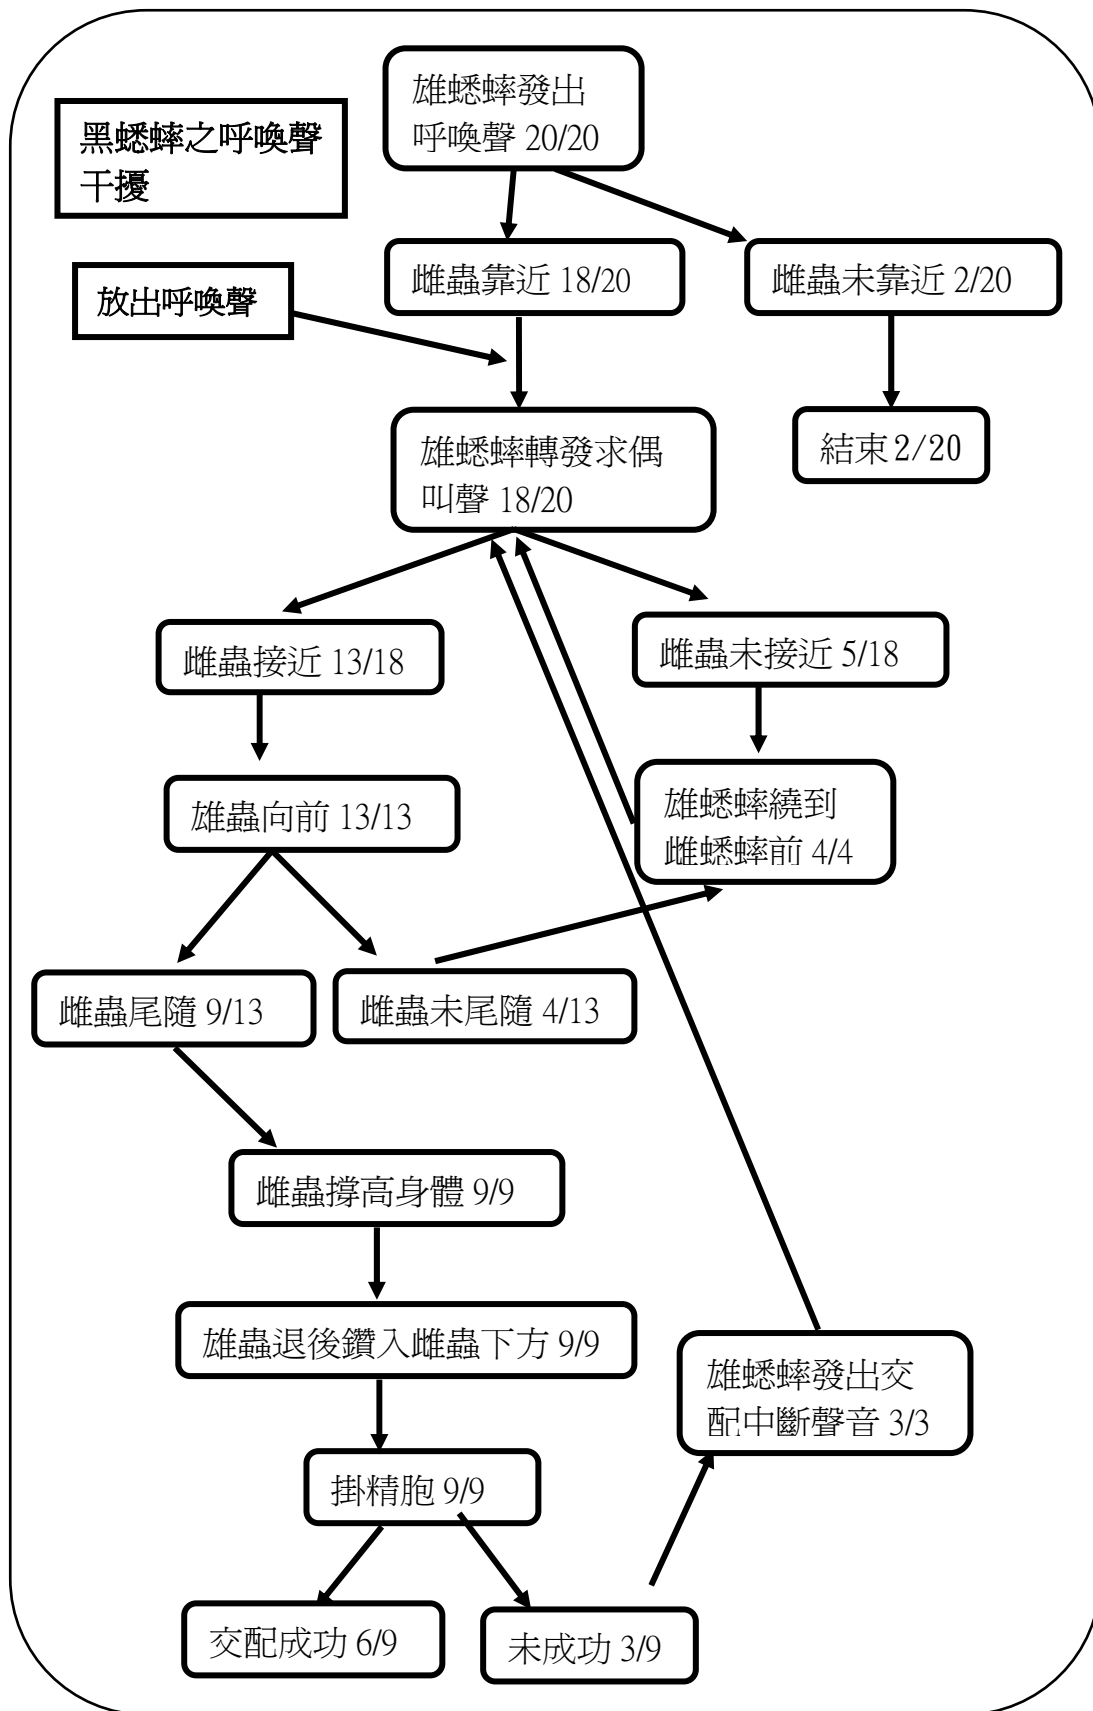 雄蟋蟀發出
呼喚聲 20/20
黑蟋蟀之呼喚聲
干擾
雌蟲靠近 18/20
雌蟲未靠近 2/20
放出呼喚聲
雄蟋蟀轉發求偶
叫聲 18/20
結束 2/20
雌蟲接近 13/18
雌蟲未接近 5/18
雄蟲向前 13/13
雄蟋蟀繞到
雌蟋蟀前 4/4
雌蟲尾隨 9/13
雌蟲未尾隨 4/13
雌蟲撐高身體 9/9
雄蟲退後鑽入雌蟲下方 9/9
雄蟋蟀發出交
配中斷聲音 3/3
掛精胞 9/9
交配成功 6/9
未成功 3/9